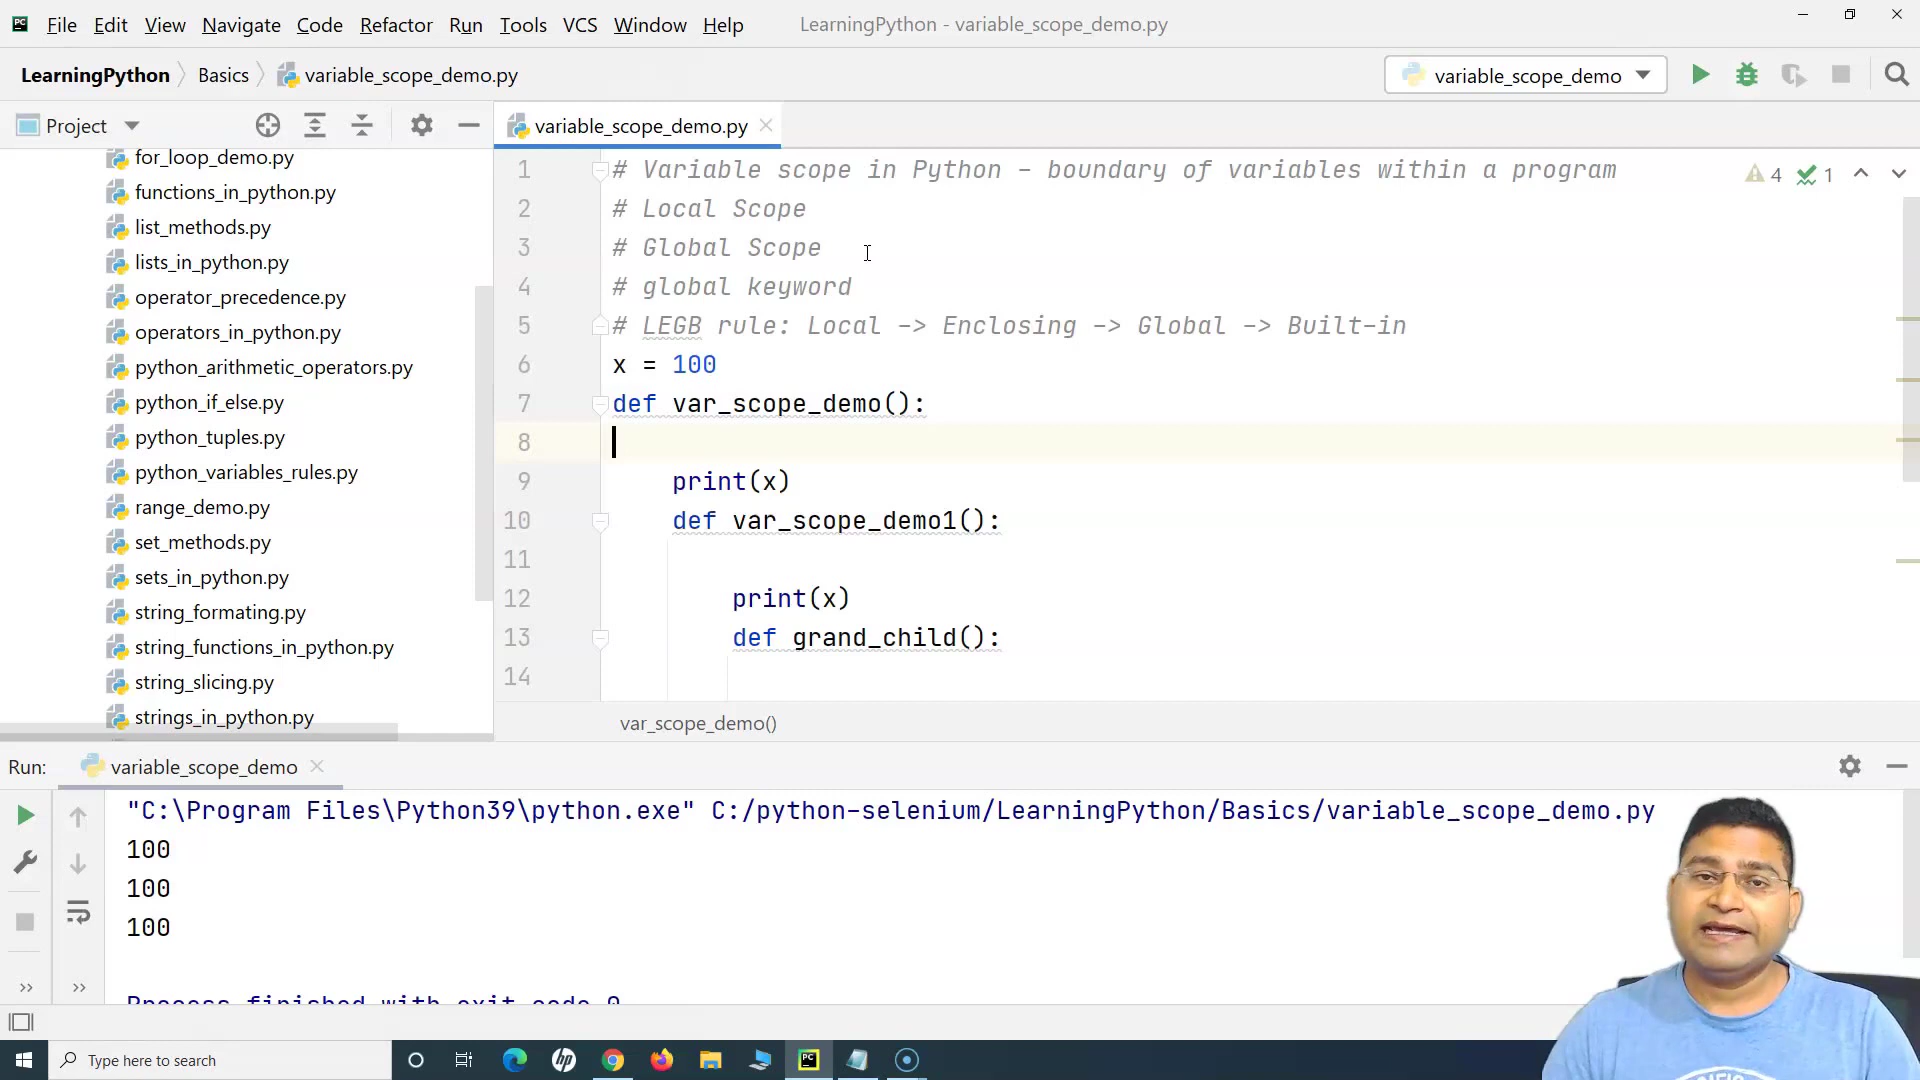 File Edit View Navigate Code Refactor Run Tools VCS Window Help LearningPython - variable_scope_demo.py
LearningPython Basics variable_scope_demo.py variable_scope_demo
Project
variable_scope_demo.py
for_loop_demo.py
functions_in_python.py
list_methods.py
lists_in_python.py
operator_precedence.py
operators_in_python.py
python_arithmetic_operators.py
python_if_else.py
python_tuples.py
python_variables_rules.py
range_demo.py
set_methods.py
sets_in_python.py
string_formating.py
string_functions_in_python.py
string_slicing.py
strings_in_python.py
1 # Variable scope in Python - boundary of variables within a program
4 1
2 # Local Scope
3 # Global Scope
4 # global keyword
5 # LEGB rule: Local -> Enclosing -> Global -> Built-in
6 x = 100
7 def var_scope_demo():
8
9 print(x)
10 def var_scope_demo1():
11
12 print(x)
13 def grand_child():
14
var_scope_demo()
Run: variable_scope_demo
"C:\Program Files\Python39\python.exe" C:/python-selenium/LearningPython/Basics/variable_scope_demo.py
100
100
100
Process finished with exit code 0
Type here to search
hp
PC